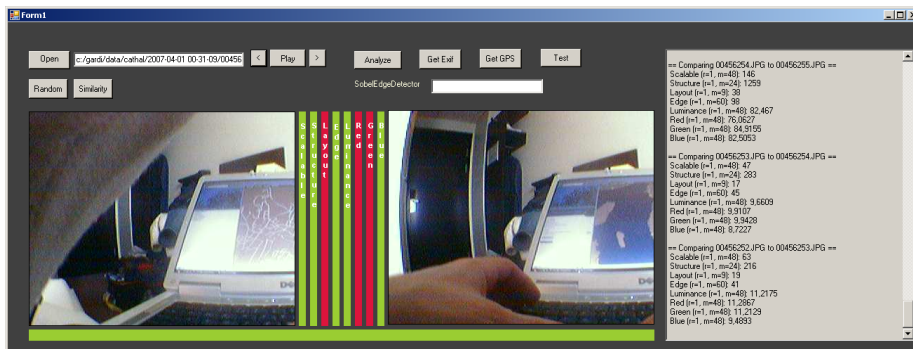 Form1
Open
c:/gardi/data/cathal/2007-04-01 00-31-09/00456
<
Play
>
Analyze
Get Exif
Get GPS
Test
Random
Similarity
SobelEdgeDetector
Scalable
Structure
Layout
Edge
Luminance
Red
Green
Blue
== Comparing 00456254.JPG to 00456255.JPG ==
Scalable (r=1, m=48): 146
Structure (r=1, m=24): 1259
Layout (r=1, m=9): 38
Edge (r=1, m=60): 98
Luminance (r=1, m=48): 82,467
Red (r=1, m=48): 76,0627
Green (r=1, m=48): 84,9155
Blue (r=1, m=48): 82,5053
== Comparing 00456253.JPG to 00456254.JPG ==
Scalable (r=1, m=48): 47
Structure (r=1, m=24): 283
Layout (r=1, m=9): 17
Edge (r=1, m=60): 45
Luminance (r=1, m=48): 9,6609
Red (r=1, m=48): 9,9107
Green (r=1, m=48): 9,9428
Blue (r=1, m=48): 8,7227
== Comparing 00456252.JPG to 00456253.JPG ==
Scalable (r=1, m=48): 63
Structure (r=1, m=24): 216
Layout (r=1, m=9): 19
Edge (r=1, m=60): 41
Luminance (r=1, m=48): 11,2175
Red (r=1, m=48): 11,2867
Green (r=1, m=48): 11,2129
Blue (r=1, m=48): 9,4893